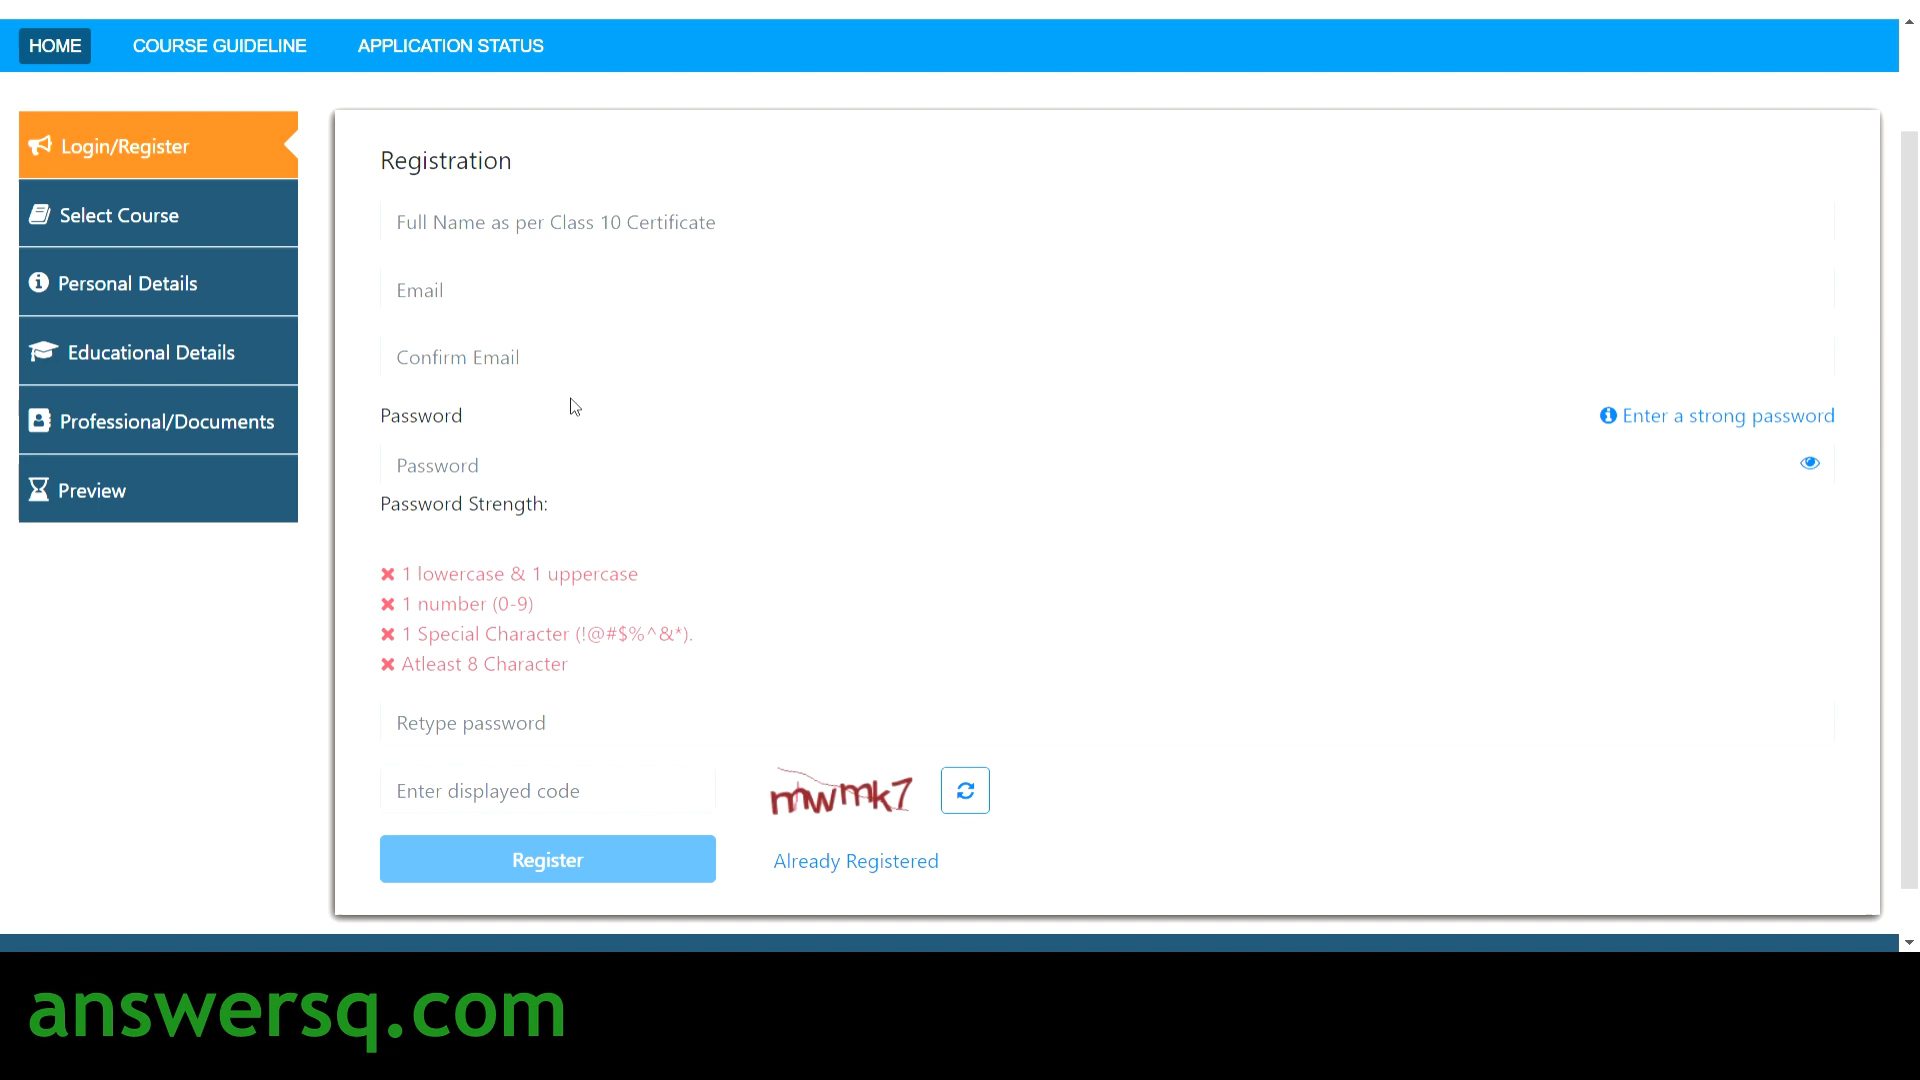 HOME COURSE GUIDELINE APPLICATION STATUS
Login/Register
Select Course
Personal Details
Educational Details
Professional/Documents
Preview
Registration
Full Name as per Class 10 Certificate
Email
Confirm Email
Password Enter a strong password
Password
Password Strength:
1 lowercase & 1 uppercase
1 number (0-9)
1 Special Character (!@#$%^&*).
Atleast 8 Character
Retype password
Enter displayed code mwmk7
Register Already Registered
answersq.com